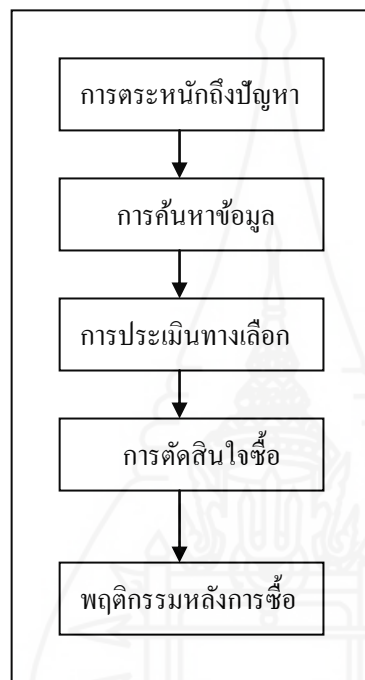 การตระหนักถึงปัญหา
การค้นหาข้อมูล
การประเมินทางเลือก
การตัดสินใจซื้อ
พฤติกรรมหลังการซื้อ